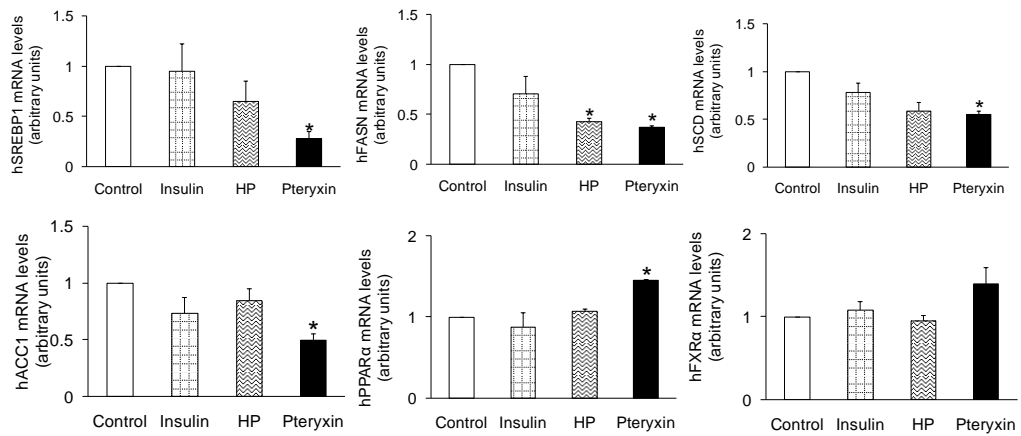 hSREBP1 mRNA levels
(arbitrary units)
1.5
1
0.5
0
*
Control Insulin HP Pteryxin
hFASN mRNA levels
(arbitrary units)
1.5
1
0.5
0
* *
Control Insulin HP Pteryxin
hSCD mRNA levels
(arbitrary units)
1.5
1
0.5
0
*
Control Insulin HP Pteryxin
hACC1 mRNA levels
(arbitrary units)
1.5
1
0.5
0
*
Control Insulin HP Pteryxin
hPPARα mRNA levels
(arbitrary units)
2
1
0
*
Control Insulin HP Pteryxin
hFXRα mRNA levels
(arbitrary units)
2
1
0
Control Insulin HP Pteryxin